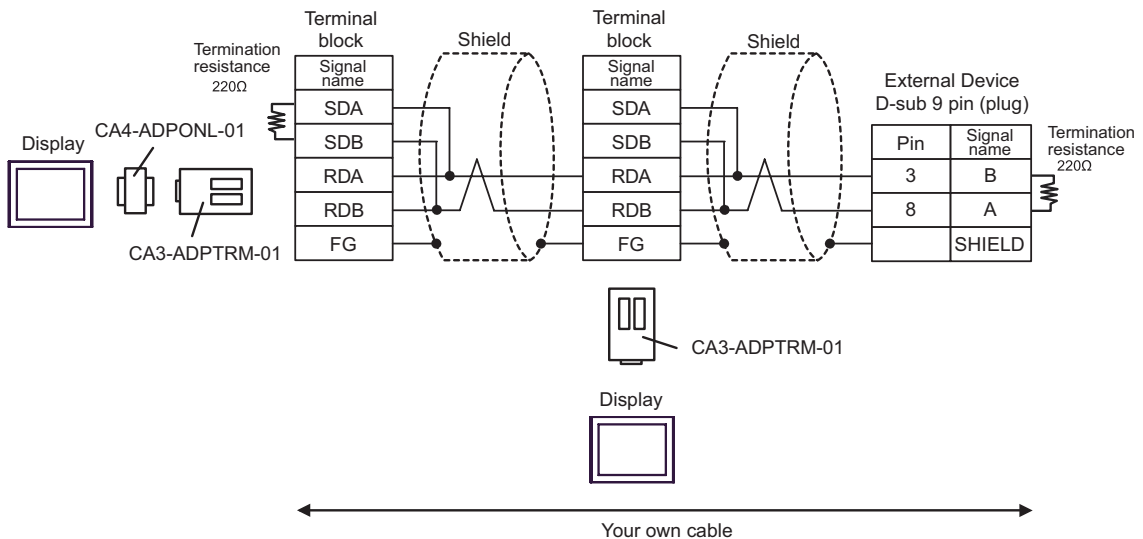 Terminal
block
Terminal
block
Shield
Shield
Termination
resistance
220Ω
Signal
name
Signal
name
External Device
D-sub 9 pin (plug)
SDA
SDA
CA4-ADPONL-01
Display
SDB
SDB
Pin
Signal
name
Termination
resistance
220Ω
RDA
RDA
3
B
RDB
RDB
8
A
CA3-ADPTRM-01
FG
FG
SHIELD
CA3-ADPTRM-01
Display
Your own cable